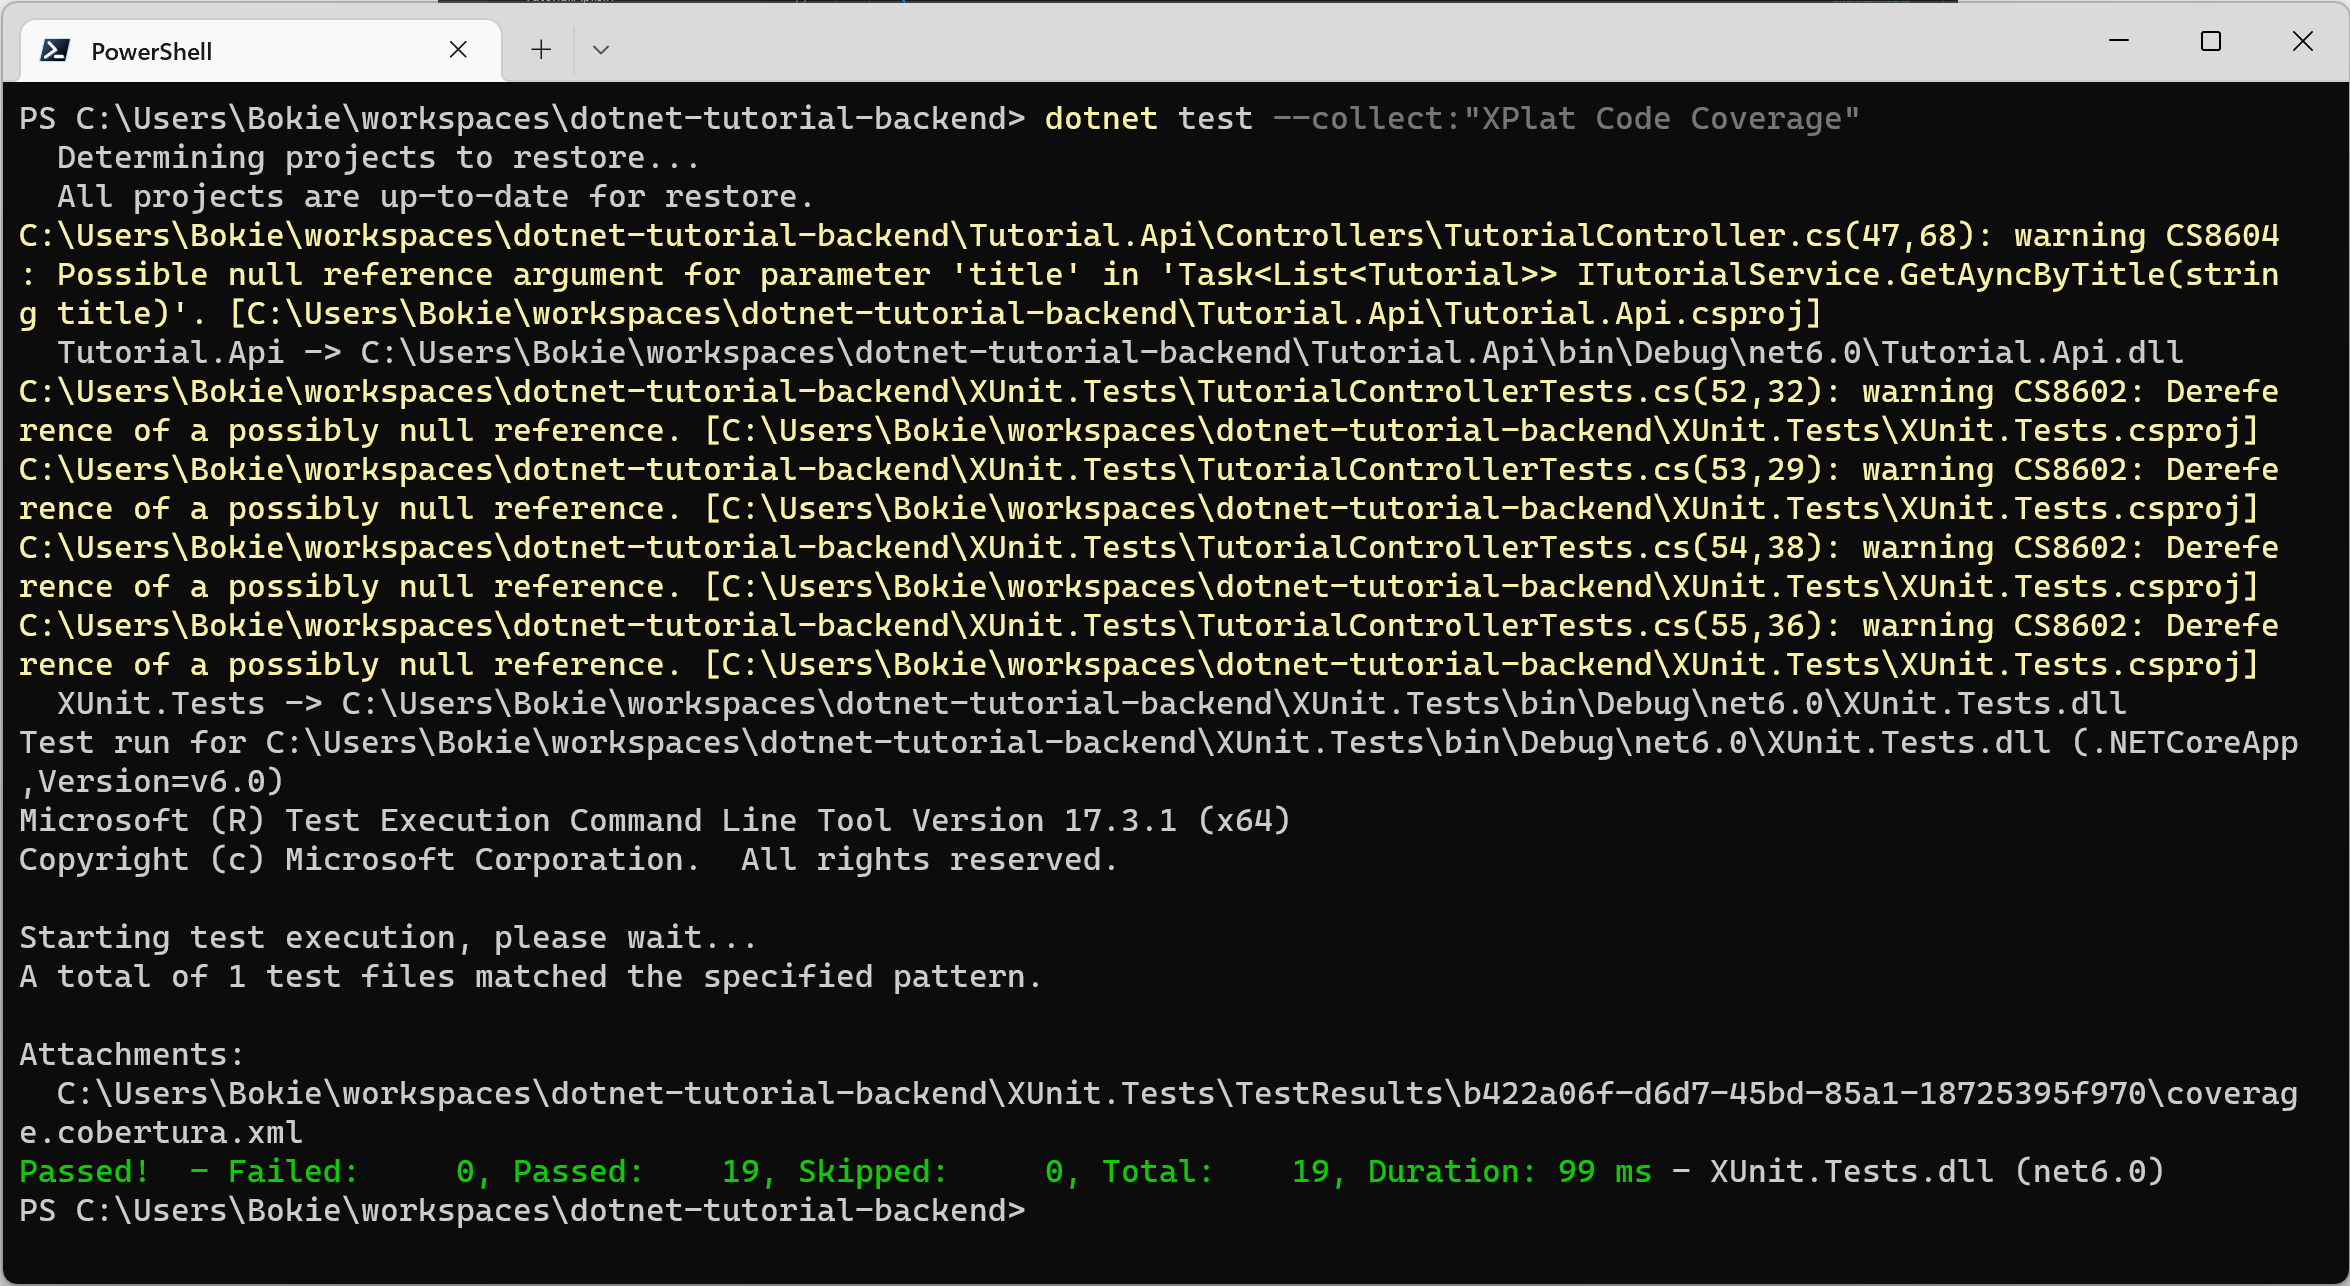 PowerShell
PS C:\Users\Bokie\workspaces\dotnet-tutorial-backend> dotnet test --collect:"XPlat Code Coverage"
  Determining projects to restore...
  All projects are up-to-date for restore.
C:\Users\Bokie\workspaces\dotnet-tutorial-backend\Tutorial.Api\Controllers\TutorialController.cs(47,68): warning CS8604
: Possible null reference argument for parameter 'title' in 'Task<List<Tutorial>> ITutorialService.GetAyncByTitle(strin
g title)'. [C:\Users\Bokie\workspaces\dotnet-tutorial-backend\Tutorial.Api\Tutorial.Api.csproj]
  Tutorial.Api -> C:\Users\Bokie\workspaces\dotnet-tutorial-backend\Tutorial.Api\bin\Debug\net6.0\Tutorial.Api.dll
C:\Users\Bokie\workspaces\dotnet-tutorial-backend\XUnit.Tests\TutorialControllerTests.cs(52,32): warning CS8602: Derefe
rence of a possibly null reference. [C:\Users\Bokie\workspaces\dotnet-tutorial-backend\XUnit.Tests\XUnit.Tests.csproj]
C:\Users\Bokie\workspaces\dotnet-tutorial-backend\XUnit.Tests\TutorialControllerTests.cs(53,29): warning CS8602: Derefe
rence of a possibly null reference. [C:\Users\Bokie\workspaces\dotnet-tutorial-backend\XUnit.Tests\XUnit.Tests.csproj]
C:\Users\Bokie\workspaces\dotnet-tutorial-backend\XUnit.Tests\TutorialControllerTests.cs(54,38): warning CS8602: Derefe
rence of a possibly null reference. [C:\Users\Bokie\workspaces\dotnet-tutorial-backend\XUnit.Tests\XUnit.Tests.csproj]
C:\Users\Bokie\workspaces\dotnet-tutorial-backend\XUnit.Tests\TutorialControllerTests.cs(55,36): warning CS8602: Derefe
rence of a possibly null reference. [C:\Users\Bokie\workspaces\dotnet-tutorial-backend\XUnit.Tests\XUnit.Tests.csproj]
  XUnit.Tests -> C:\Users\Bokie\workspaces\dotnet-tutorial-backend\XUnit.Tests\bin\Debug\net6.0\XUnit.Tests.dll
Test run for C:\Users\Bokie\workspaces\dotnet-tutorial-backend\XUnit.Tests\bin\Debug\net6.0\XUnit.Tests.dll (.NETCoreApp
,Version=v6.0)
Microsoft (R) Test Execution Command Line Tool Version 17.3.1 (x64)
Copyright (c) Microsoft Corporation.  All rights reserved.
Starting test execution, please wait...
A total of 1 test files matched the specified pattern.
Attachments:
  C:\Users\Bokie\workspaces\dotnet-tutorial-backend\XUnit.Tests\TestResults\b422a06f-d6d7-45bd-85a1-18725395f970\coverag
e.cobertura.xml
Passed!  - Failed:     0, Passed:    19, Skipped:     0, Total:    19, Duration: 99 ms - XUnit.Tests.dll (net6.0)
PS C:\Users\Bokie\workspaces\dotnet-tutorial-backend>